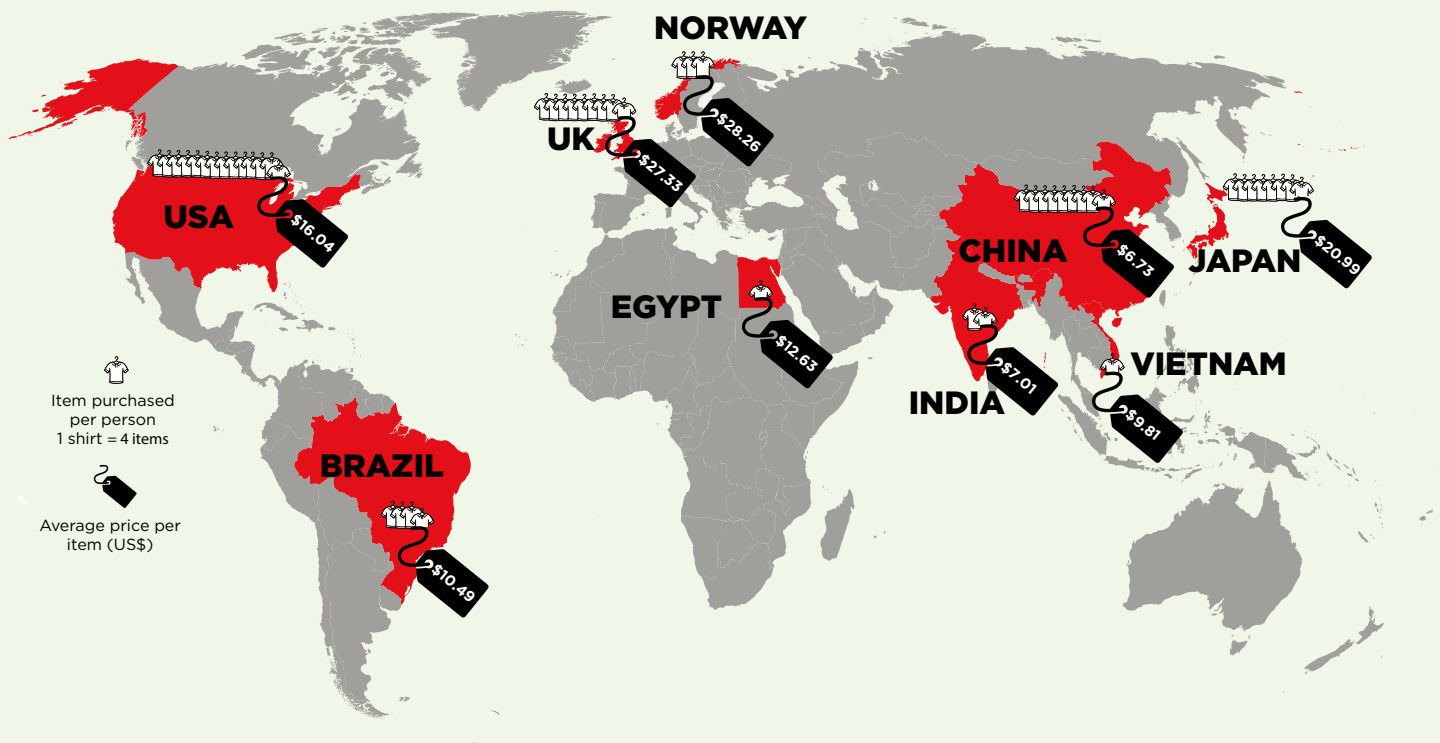 NORWAY
$28.26
UK
$27.33
USA
$16.04
CHINA
$6.73
JAPAN
$20.99
EGYPT
$12.63
INDIA
$7.01
VIETNAM
$9.81
BRAZIL
$10.49
Item purchased
per person
1 shirt = 4 items
Average price per
item (US$)